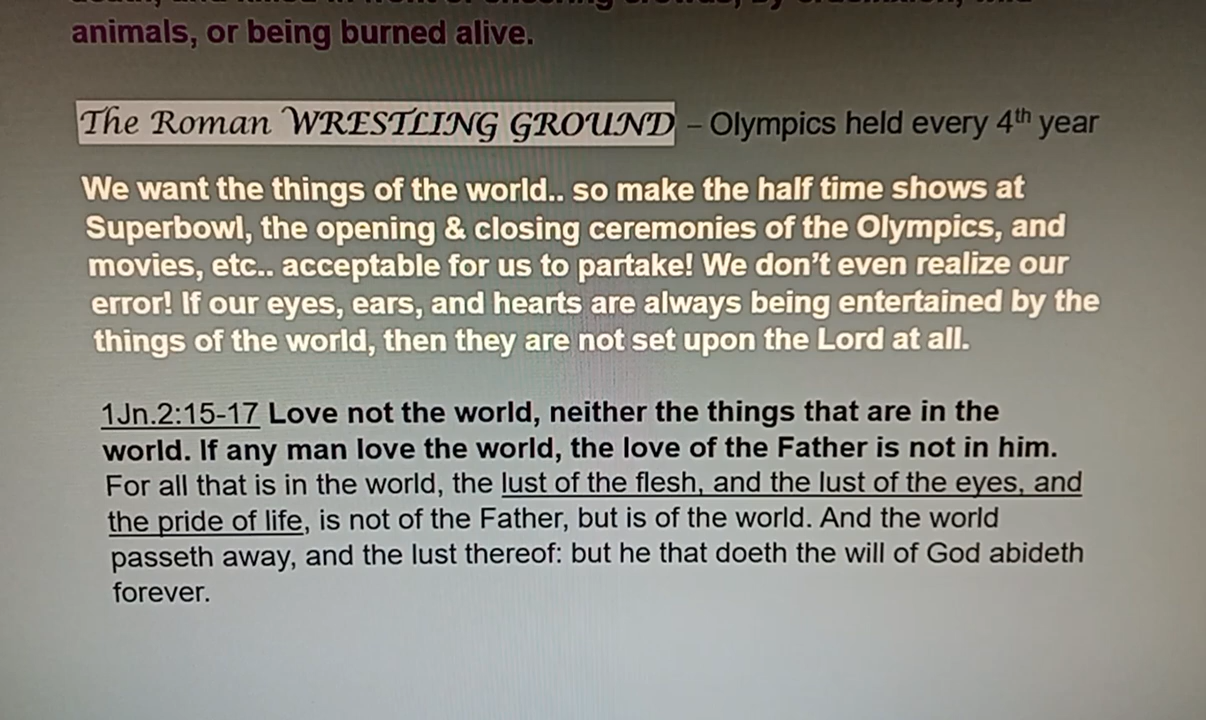 animals, or being burned alive.
The Roman WRESTLING GROUND – Olympics held every 4th year
We want the things of the world.. so make the half time shows at
Superbowl, the opening & closing ceremonies of the Olympics, and
movies, etc.. acceptable for us to partake! We don't even realize our
error! If our eyes, ears, and hearts are always being entertained by the
things of the world, then they are not set upon the Lord at all.
1Jn.2:15-17 Love not the world, neither the things that are in the
world. If any man love the world, the love of the Father is not in him.
For all that is in the world, the lust of the flesh, and the lust of the eyes, and
the pride of life, is not of the Father, but is of the world. And the world
passeth away, and the lust thereof: but he that doeth the will of God abideth
forever.